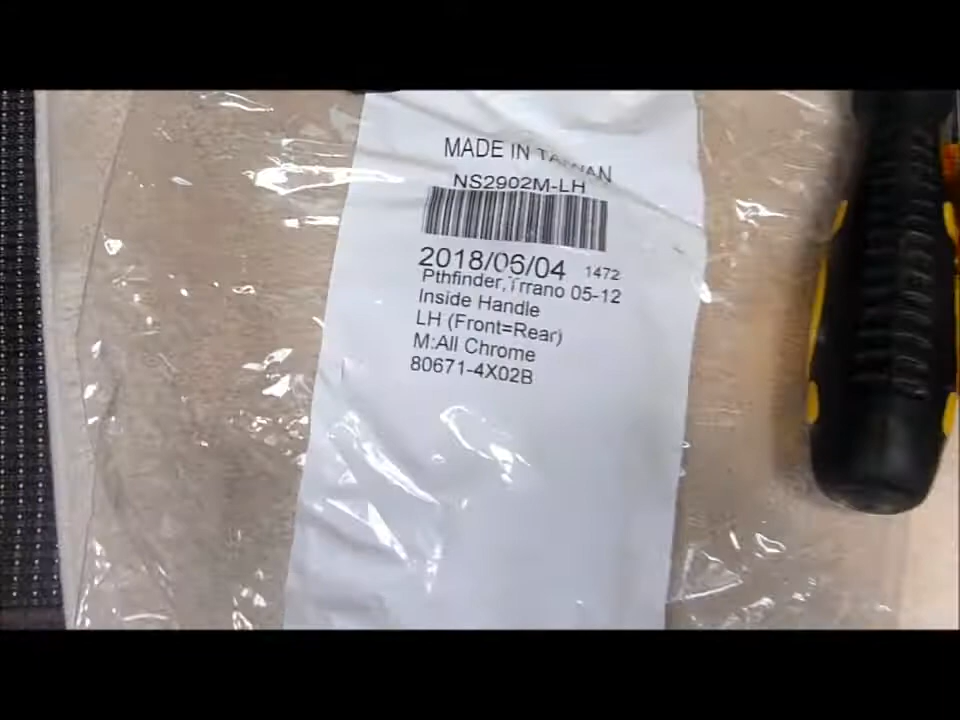 MADE IN TAIWAN
NS2902M-LH
2018/06/04 1472
Pthfinder,Trrano 05-12
Inside Handle
LH (Front=Rear)
M:All Chrome
80671-4X02B